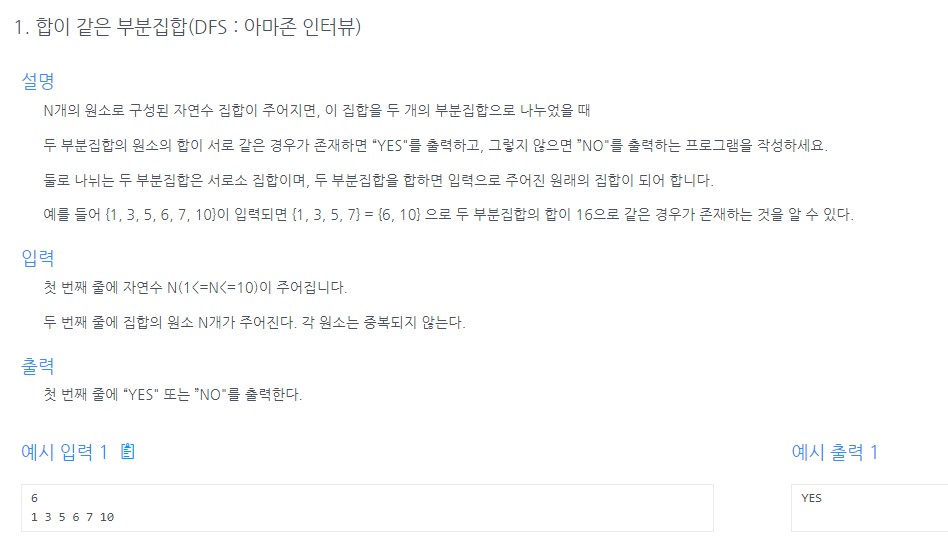 1. 합이 같은 부분집합(DFS : 아마존 인터뷰)
설명
N개의 원소로 구성된 자연수 집합이 주어지면, 이 집합을 두 개의 부분집합으로 나누었을 때
두 부분집합의 원소의 합이 서로 같은 경우가 존재하면 “YES"를 출력하고, 그렇지 않으면 ”NO"를 출력하는 프로그램을 작성하세요.
둘로 나뉘는 두 부분집합은 서로소 집합이며, 두 부분집합을 합하면 입력으로 주어진 원래의 집합이 되어 합니다.
예를 들어 {1, 3, 5, 6, 7, 10}이 입력되면 {1, 3, 5, 7} = {6, 10} 으로 두 부분집합의 합이 16으로 같은 경우가 존재하는 것을 알 수 있다.
입력
첫 번째 줄에 자연수 N(1<=N<=10)이 주어집니다.
두 번째 줄에 집합의 원소 N개가 주어진다. 각 원소는 중복되지 않는다.
출력
첫 번째 줄에 “YES" 또는 ”NO"를 출력한다.
예시 입력 1
6
1 3 5 6 7 10
예시 출력 1
YES